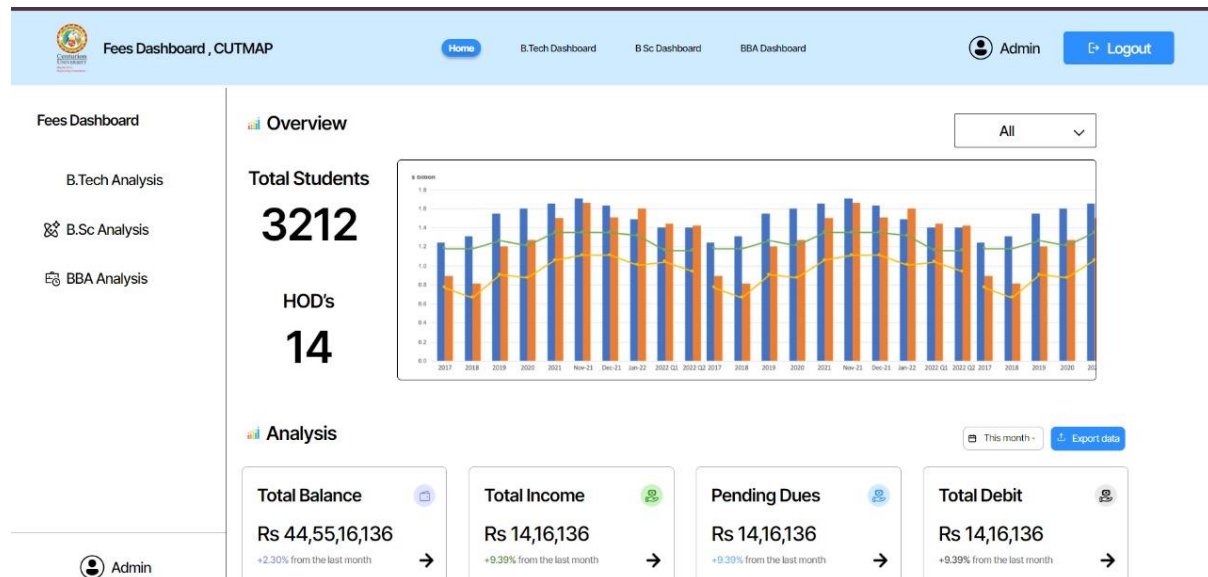 Centurion
University
Fees Dashboard , CUTMAP
Home
B.Tech Dashboard
B Sc Dashboard
BBA Dashboard
Admin
Logout
Fees Dashboard
B.Tech Analysis
B.Sc Analysis
BBA Analysis
Admin
Overview
All
Total Students
3212
HOD's
14
$ Billion
1.8
1.6
1.4
1.2
1.0
0.8
0.6
0.4
0.2
0.0
2017 2018 2019 2020 2021 Nov-21 Dec-21 Jan-22 2022 Q1 2022 Q2 2017 2018 2019 2020 2021 Nov-21 Dec-21 Jan-22 2022 Q1 2022 Q2 2017 2018 2019 2020
Analysis
This month
Export data
Total Balance
Rs 44,55,16,136
+2.30% from the last month
Total Income
Rs 14,16,136
+9.39% from the last month
Pending Dues
Rs 14,16,136
+9.39% from the last month
Total Debit
Rs 14,16,136
+9.39% from the last month